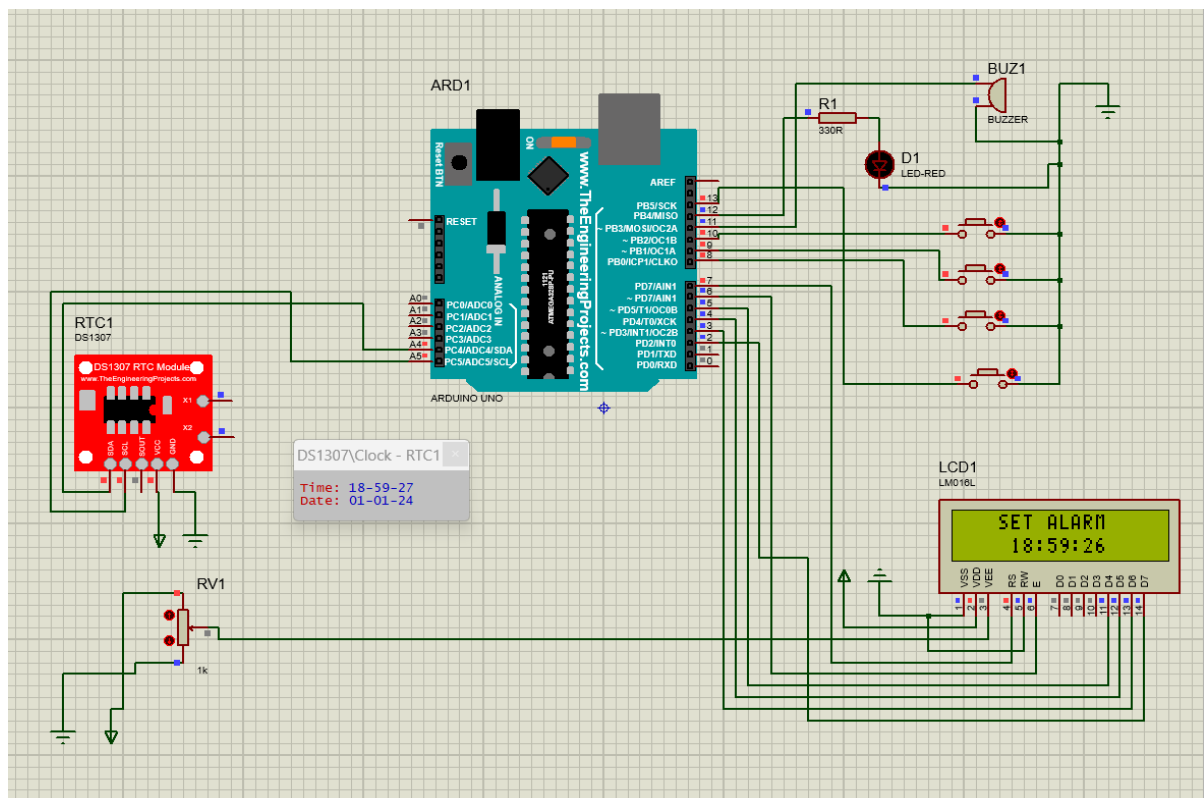 ARD1
Reset BTN
ON
www.TheEngineeringProjects.com
RESET
ANALOG IN
1121
ATMEGA328P-PU
AREF
PB5/SCK
13
PB4/MISO
12
~ PB3/MOSI/OC2A
11
~ PB2/OC1B
10
~ PB1/OC1A
9
PB0/ICP1/CLKO
8
PD7/AIN1
7
~ PD7/AIN1
6
~ PD5/T1/OC0B
5
PD4/T0/XCK
4
~ PD3/INT1/OC2B
3
PD2/INT0
2
PD1/TXD
1
PD0/RXD
0
A0
PC0/ADC0
A1
PC1/ADC1
A2
PC2/ADC2
A3
PC3/ADC3
A4
PC4/ADC4/SDA
A5
PC5/ADC5/SCL
ARDUINO UNO
BUZ1
BUZZER
R1
330R
D1
LED-RED
RTC1
DS1307
DS1307 RTC Module
www.TheEngineeringProjects.com
X1
X2
SDA
SCL
SOUT
VCC
GND
DS1307\Clock - RTC1
Time: 18-59-27
Date: 01-01-24
RV1
1k
LCD1
LM016L
SET ALARM
18:59:26
VSS
VDD
VEE
RS
RW
E
D0
D1
D2
D3
D4
D5
D6
D7
1
2
3
4
5
6
7
8
9
10
11
12
13
14